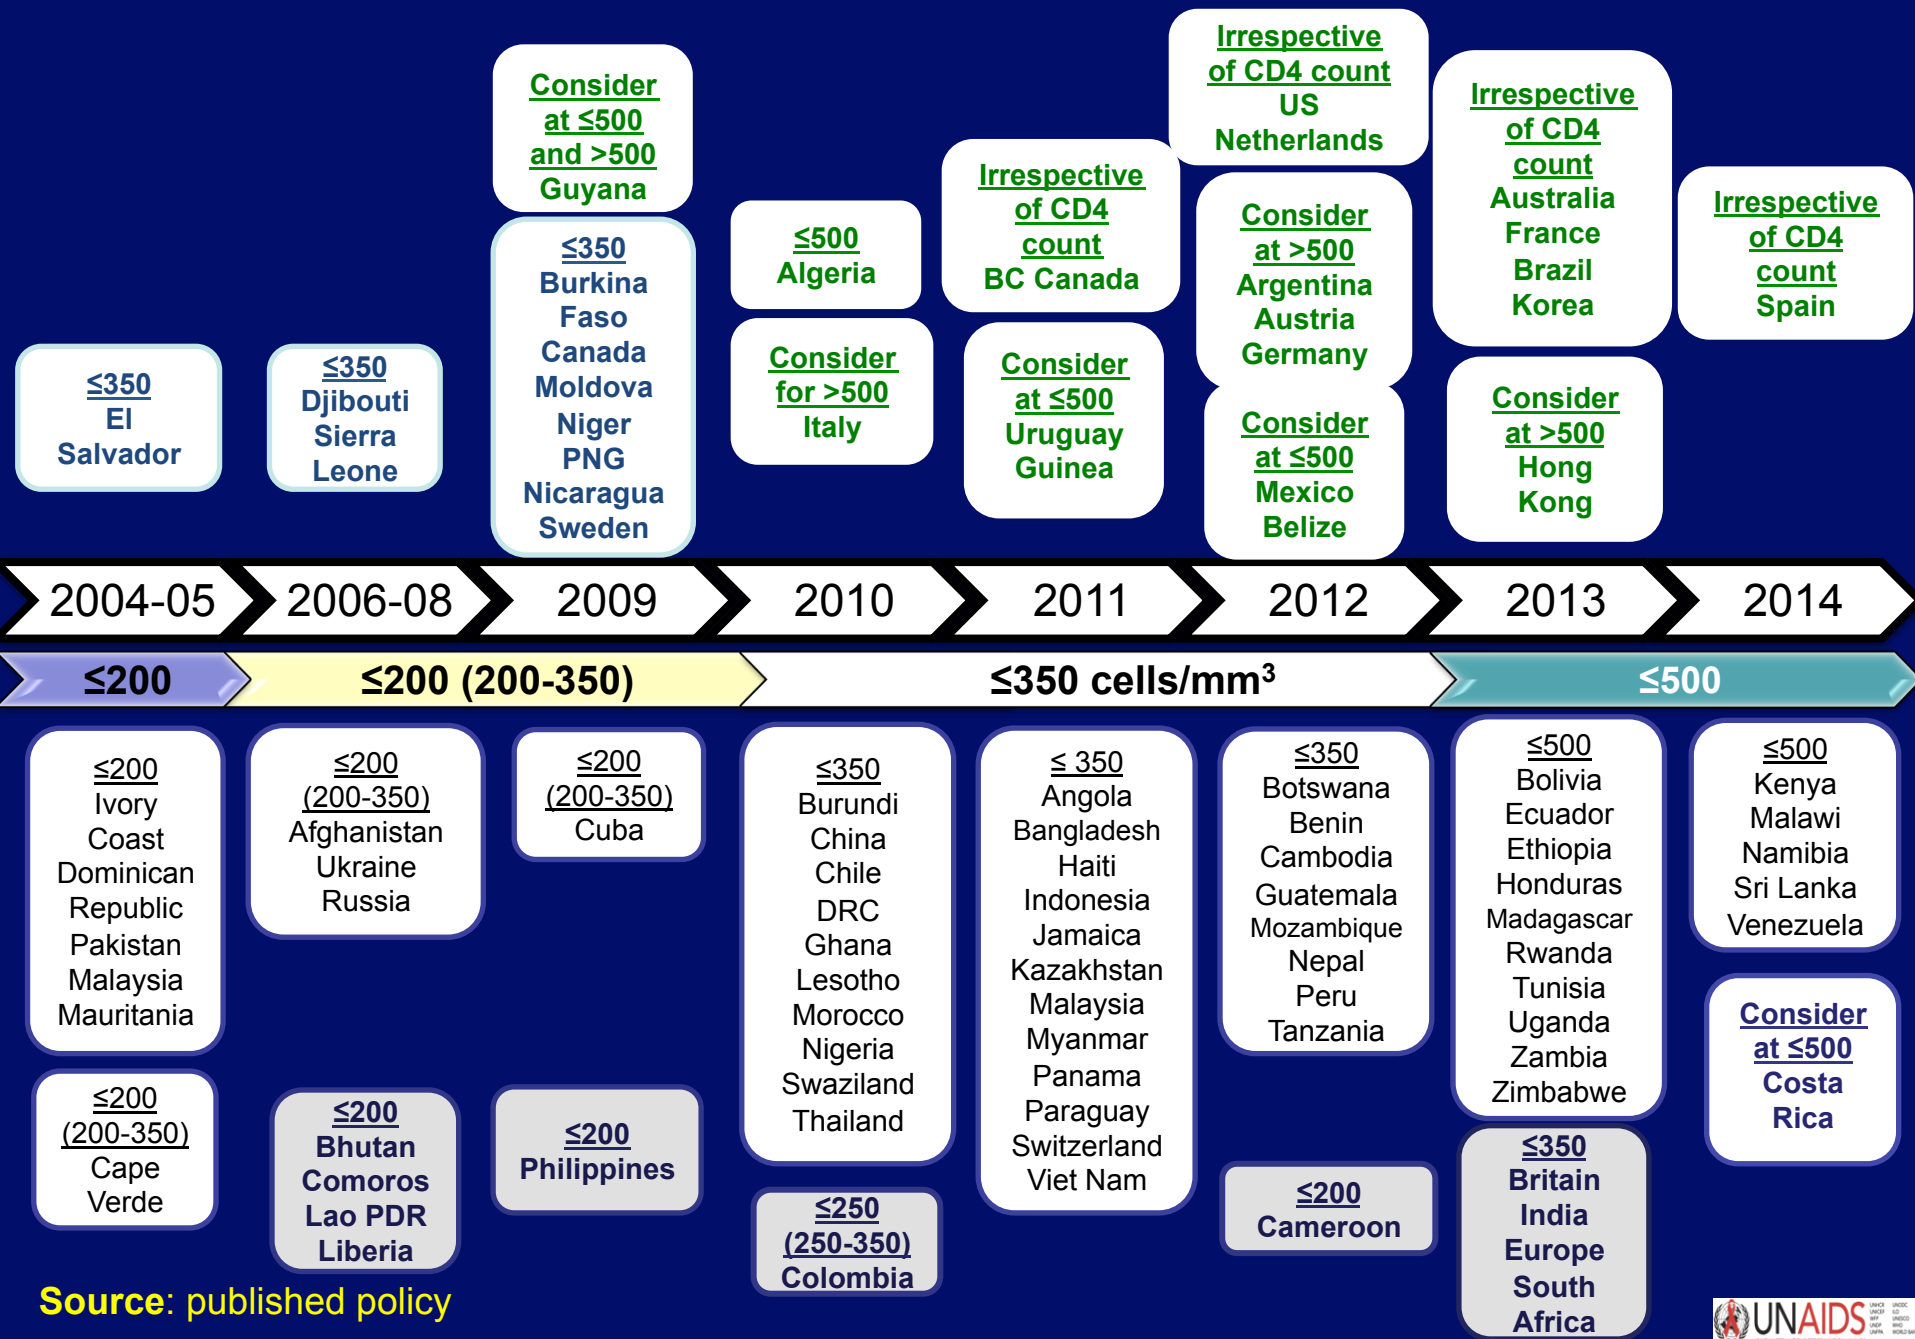 ≤350
El
Salvador
≤350
Djibouti
Sierra
Leone
Consider
at ≤500
and >500
Guyana
≤350
Burkina
Faso
Canada
Moldova
Niger
PNG
Nicaragua
Sweden
≤500
Algeria
Consider
for >500
Italy
Irrespective
of CD4
count
BC Canada
Consider
at ≤500
Uruguay
Guinea
Irrespective
of CD4 count
US
Netherlands
Consider
at >500
Argentina
Austria
Germany
Consider
at ≤500
Mexico
Belize
Irrespective
of CD4
count
Australia
France
Brazil
Korea
Consider
at >500
Hong
Kong
Irrespective
of CD4
count
Spain
2004-05
2006-08
2009
2010
2011
2012
2013
2014
≤200
≤200 (200-350)
≤350 cells/mm³
≤500
≤200
Ivory
Coast
Dominican
Republic
Pakistan
Malaysia
Mauritania
≤200
(200-350)
Cape
Verde
≤200
(200-350)
Afghanistan
Ukraine
Russia
≤200
Bhutan
Comoros
Lao PDR
Liberia
≤200
(200-350)
Cuba
≤200
Philippines
≤350
Burundi
China
Chile
DRC
Ghana
Lesotho
Morocco
Nigeria
Swaziland
Thailand
≤250
(250-350)
Colombia
≤ 350
Angola
Bangladesh
Haiti
Indonesia
Jamaica
Kazakhstan
Malaysia
Myanmar
Panama
Paraguay
Switzerland
Viet Nam
≤350
Botswana
Benin
Cambodia
Guatemala
Mozambique
Nepal
Peru
Tanzania
≤200
Cameroon
≤500
Bolivia
Ecuador
Ethiopia
Honduras
Madagascar
Rwanda
Tunisia
Uganda
Zambia
Zimbabwe
≤350
Britain
India
Europe
South
Africa
≤500
Kenya
Malawi
Namibia
Sri Lanka
Venezuela
Consider
at ≤500
Costa
Rica
Source: published policy
UNAIDS